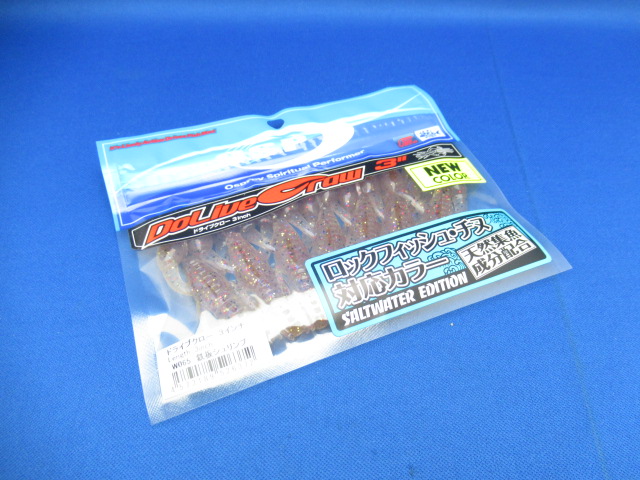 Osprey Spiritual Performer
DoLiveCraw 3"
ドライブクロー 3inch
NEW
COLOR
ロックフィッシュ・チヌ
対応カラー
天然集魚
成分配合
SALTWATER EDITION
ドライブクロー 3インチ
W065